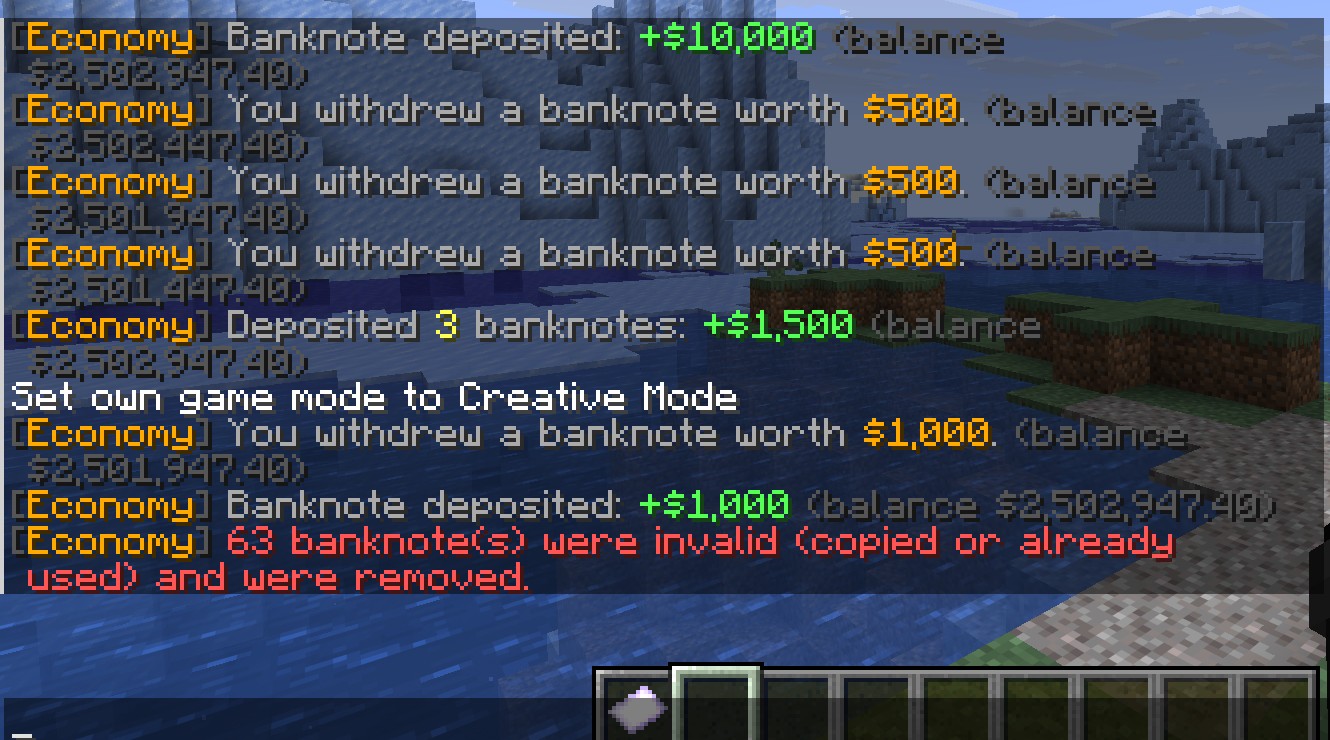 [Economy] Banknote deposited: +$10,000 (balance
$2,502,947.40)
[Economy] You withdrew a banknote worth $500. (balance
$2,502,447.40)
[Economy] You withdrew a banknote worth $500. (balance
$2,501,947.40)
[Economy] You withdrew a banknote worth $500. (balance
$2,501,447.40)
[Economy] Deposited 3 banknotes: +$1,500 (balance
$2,502,947.40)
Set own game mode to Creative Mode
[Economy] You withdrew a banknote worth $1,000. (balance
$2,501,947.40)
[Economy] Banknote deposited: +$1,000 (balance $2,502,947.40)
[Economy] 63 banknote(s) were invalid (copied or already
used) and were removed.